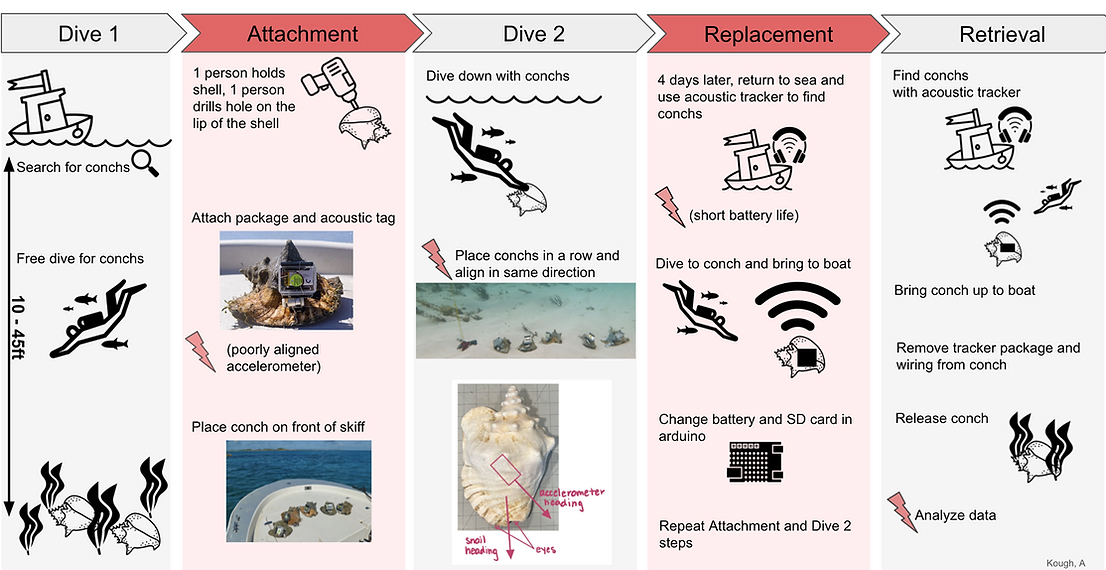 Dive 1
Attachment
Dive 2
Replacement
Retrieval
Search for conchs
Free dive for conchs
10 - 45ft
1 person holds
shell, 1 person
drills hole on the
lip of the shell
Attach package and acoustic tag
(poorly aligned
accelerometer)
Place conch on front of skiff
Dive down with conchs
Place conchs in a row and
align in same direction
accelerometer
heading
snail
heading
eyes
4 days later, return to sea and
use acoustic tracker to find
conchs
(short battery life)
Dive to conch and bring to boat
Change battery and SD card in
arduino
Repeat Attachment and Dive 2
steps
Find conchs
with acoustic tracker
Bring conch up to boat
Remove tracker package and
wiring from conch
Release conch
Analyze data
Kough, A